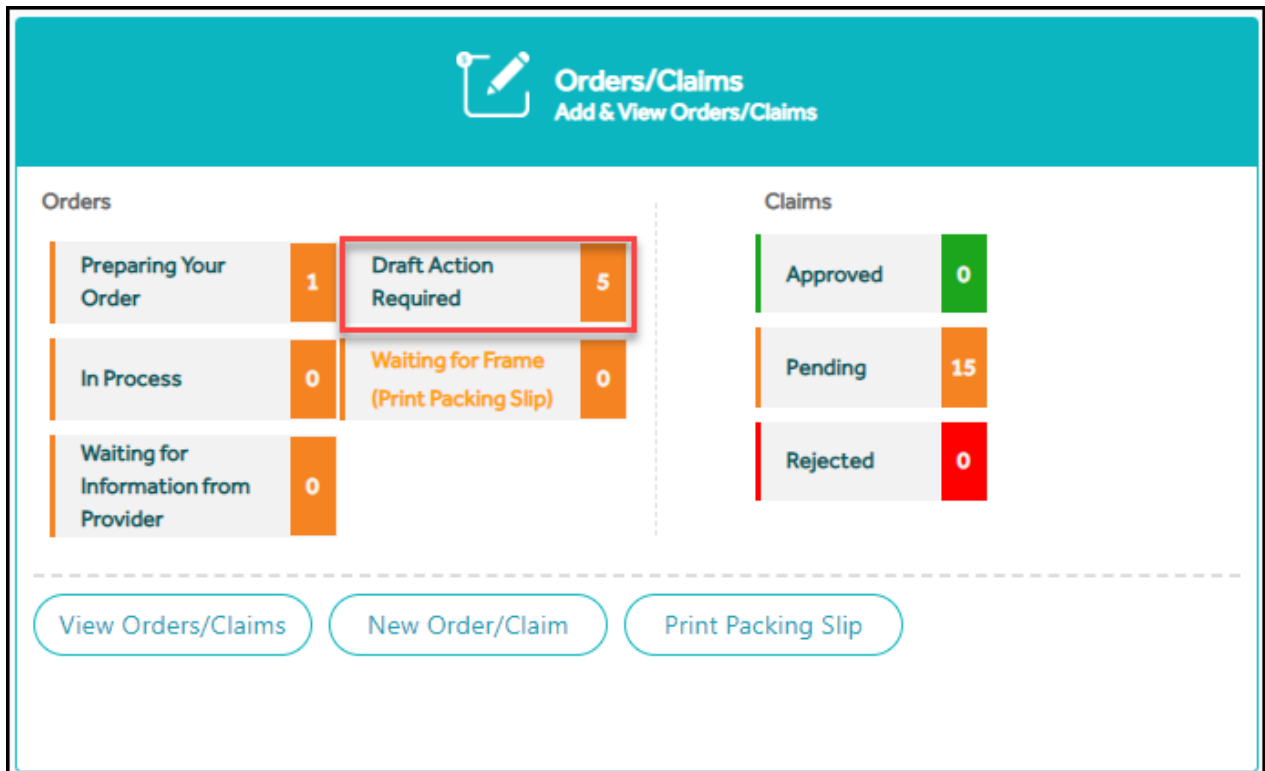 Orders/Claims
Add & View Orders/Claims
Orders
Preparing Your
Order
1
Draft Action
Required
5
In Process
0
Waiting for Frame
(Print Packing Slip)
0
Waiting for
Information from
Provider
0
Claims
Approved
0
Pending
15
Rejected
0
View Orders/Claims
New Order/Claim
Print Packing Slip